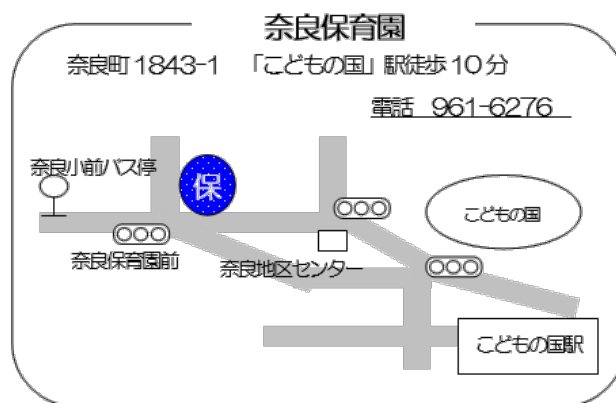 奈良保育園
奈良町1843-1 「こどもの国」駅徒歩10分
電話 961-6276
奈良小前バス停
保
こどもの国
奈良保育園前
奈良地区センター
こどもの国駅